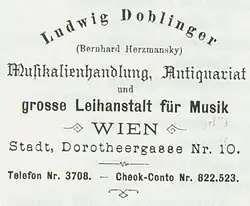 Ludwig Doblinger
(Bernhard Herzmansky)
Musikalienhandlung, Antiquariat
und
grosse Leihanstalt für Musik
WIEN
Stadt, Dorotheergasse Nr. 10.
Telefon Nr. 3708. — Check-Conto Nr. 822.523.